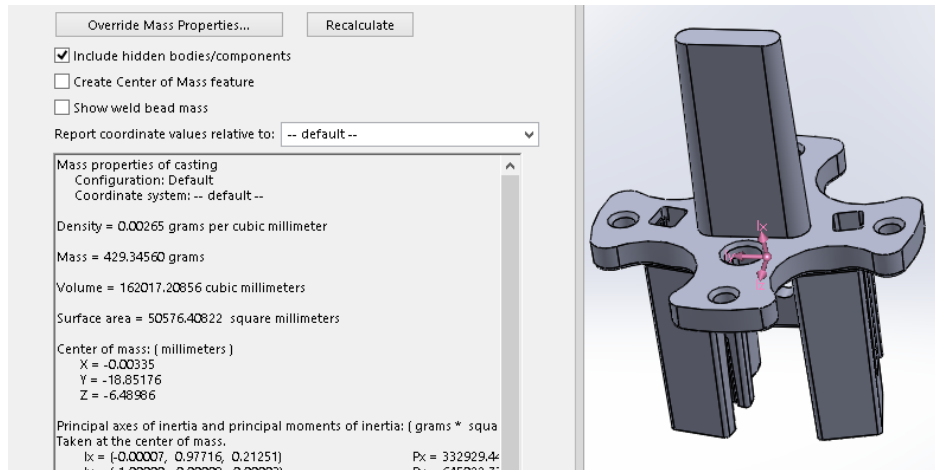 Override Mass Properties... Recalculate
Include hidden bodies/components
Create Center of Mass feature
Show weld bead mass
Report coordinate values relative to: -- default --
Mass properties of casting
Configuration: Default
Coordinate system: -- default --
Density = 0.00265 grams per cubic millimeter
Mass = 429.34560 grams
Volume = 162017.20856 cubic millimeters
Surface area = 50576.40822 square millimeters
Center of mass: ( millimeters )
X = -0.00335
Y = -18.85176
Z = -6.48986
Principal axes of inertia and principal moments of inertia: ( grams * squa
Taken at the center of mass.
Ix = (-0.00007, 0.97716, 0.21251) Px = 332929.4
Ix